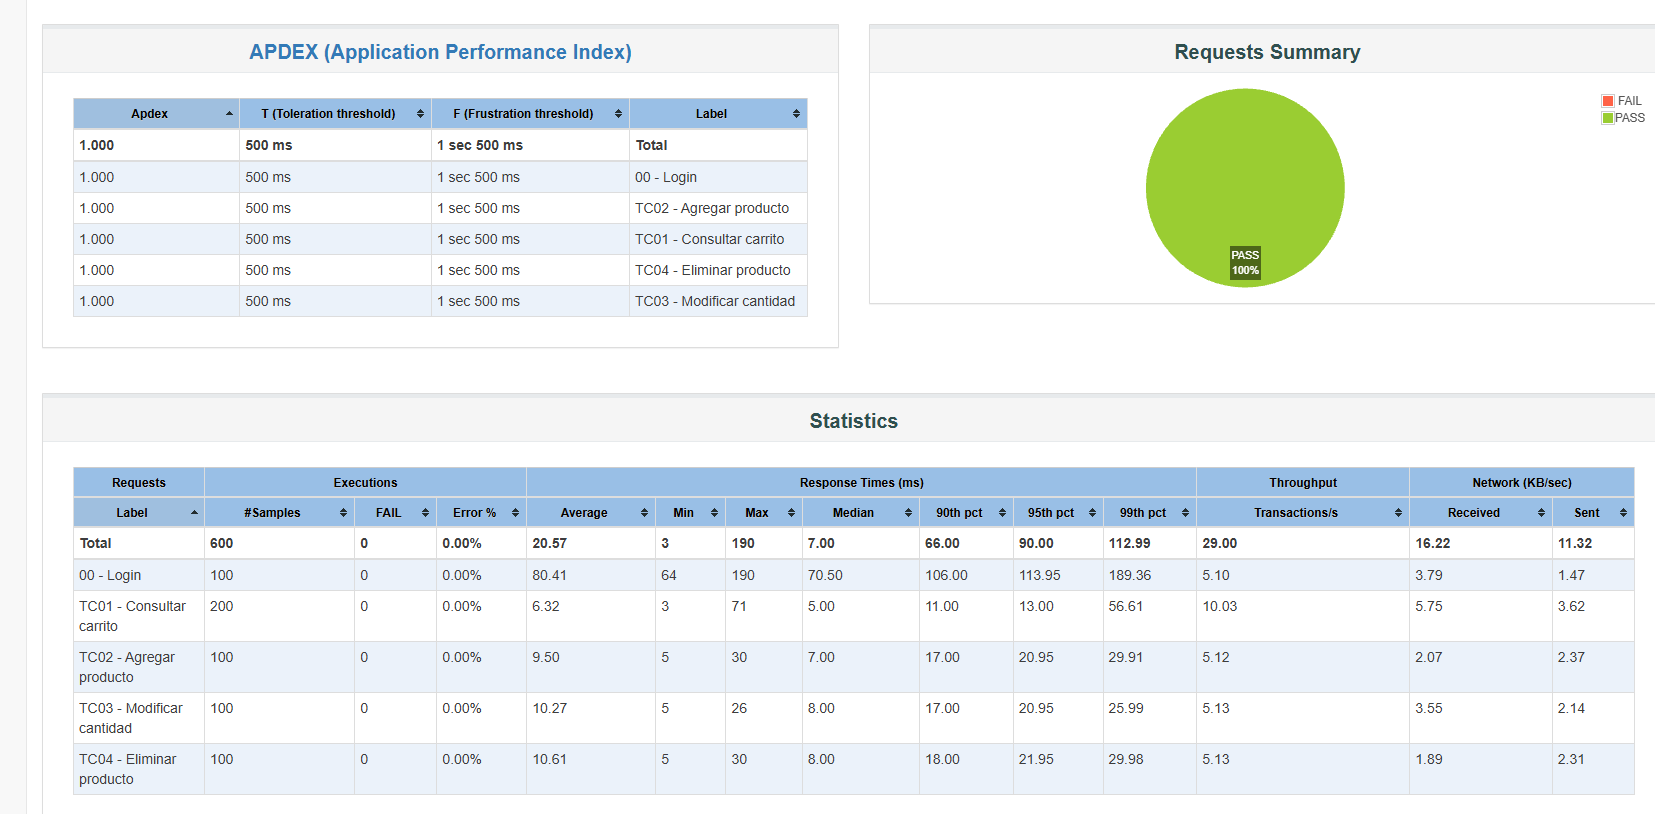 APDEX (Application Performance Index)
Apdex T (Toleration threshold) F (Frustration threshold) Label
1.000 500 ms 1 sec 500 ms Total
1.000 500 ms 1 sec 500 ms 00 - Login
1.000 500 ms 1 sec 500 ms TC02 - Agregar producto
1.000 500 ms 1 sec 500 ms TC01 - Consultar carrito
1.000 500 ms 1 sec 500 ms TC04 - Eliminar producto
1.000 500 ms 1 sec 500 ms TC03 - Modificar cantidad
Requests Summary
FAIL
PASS
PASS
100%
Statistics
Requests Executions Response Times (ms) Throughput Network (KB/sec)
Label #Samples FAIL Error % Average Min Max Median 90th pct 95th pct 99th pct Transactions/s Received Sent
Total 600 0 0.00% 20.57 3 190 7.00 66.00 90.00 112.99 29.00 16.22 11.32
00 - Login 100 0 0.00% 80.41 64 190 70.50 106.00 113.95 189.36 5.10 3.79 1.47
TC01 - Consultar 200 0 0.00% 6.32 3 71 5.00 11.00 13.00 56.61 10.03 5.75 3.62
carrito
TC02 - Agregar 100 0 0.00% 9.50 5 30 7.00 17.00 20.95 29.91 5.12 2.07 2.37
producto
TC03 - Modificar 100 0 0.00% 10.27 5 26 8.00 17.00 20.95 25.99 5.13 3.55 2.14
cantidad
TC04 - Eliminar 100 0 0.00% 10.61 5 30 8.00 18.00 21.95 29.98 5.13 1.89 2.31
producto